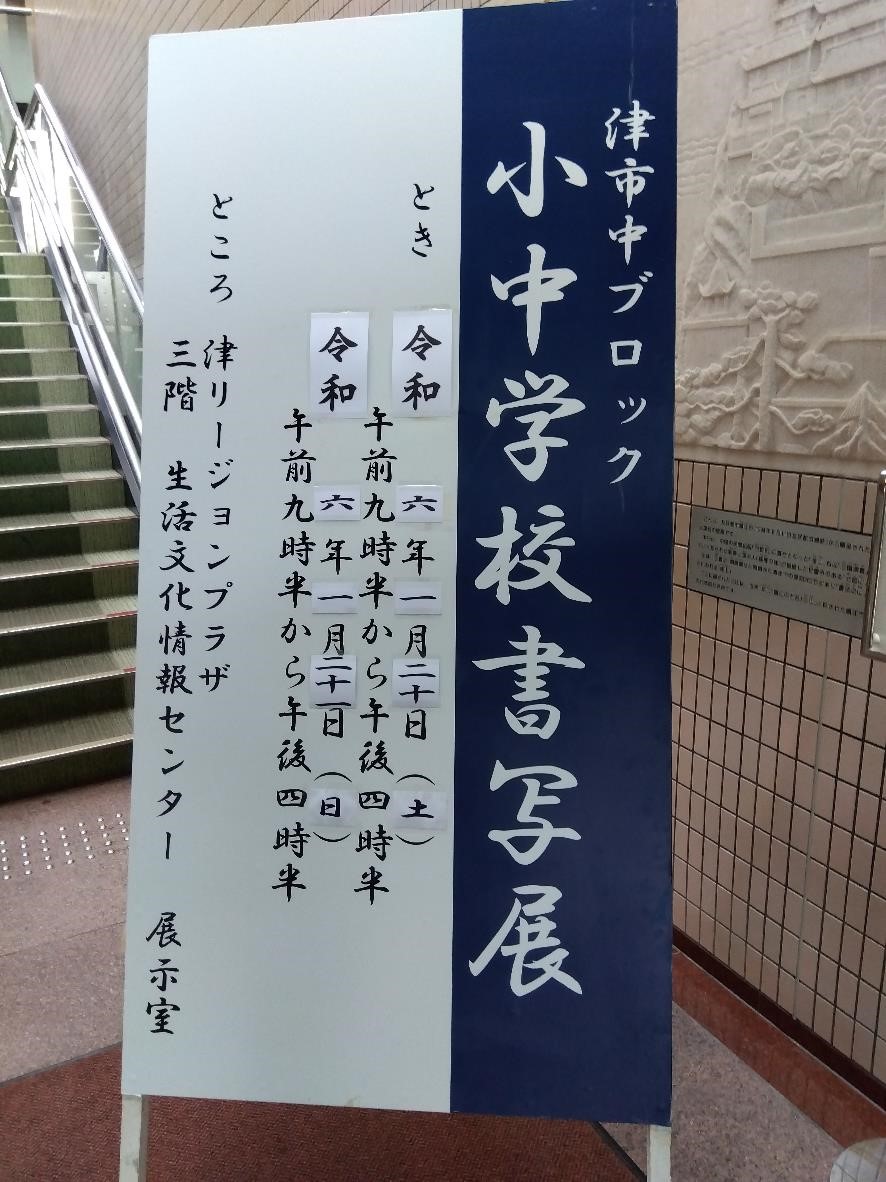 津市中ブロック
小中学校書写展
とき
令和六年一月二十日(土)
午前九時半から午後四時半
令和六年一月二十一日(日)
午前九時半から午後四時半
ところ
津リージョンプラザ
三階 生活文化情報センター 展示室